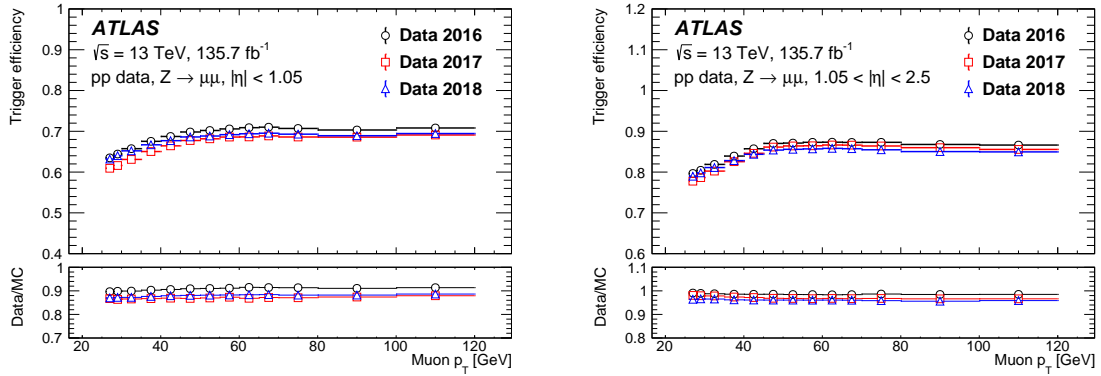 ATLAS
√s = 13 TeV, 135.7 fb⁻¹
pp data, Z → μμ, |η| < 1.05
Data 2016
Data 2017
Data 2018
Trigger efficiency
1
0.9
0.8
0.7
0.6
0.5
0.4
Data/MC
1
0.9
0.8
0.7
20 40 60 80 100 120
Muon p_T [GeV]
ATLAS
√s = 13 TeV, 135.7 fb⁻¹
pp data, Z → μμ, 1.05 < |η| < 2.5
Data 2016
Data 2017
Data 2018
Trigger efficiency
1.2
1.1
1
0.9
0.8
0.7
0.6
Data/MC
1.1
1
0.9
0.8
20 40 60 80 100 120
Muon p_T [GeV]